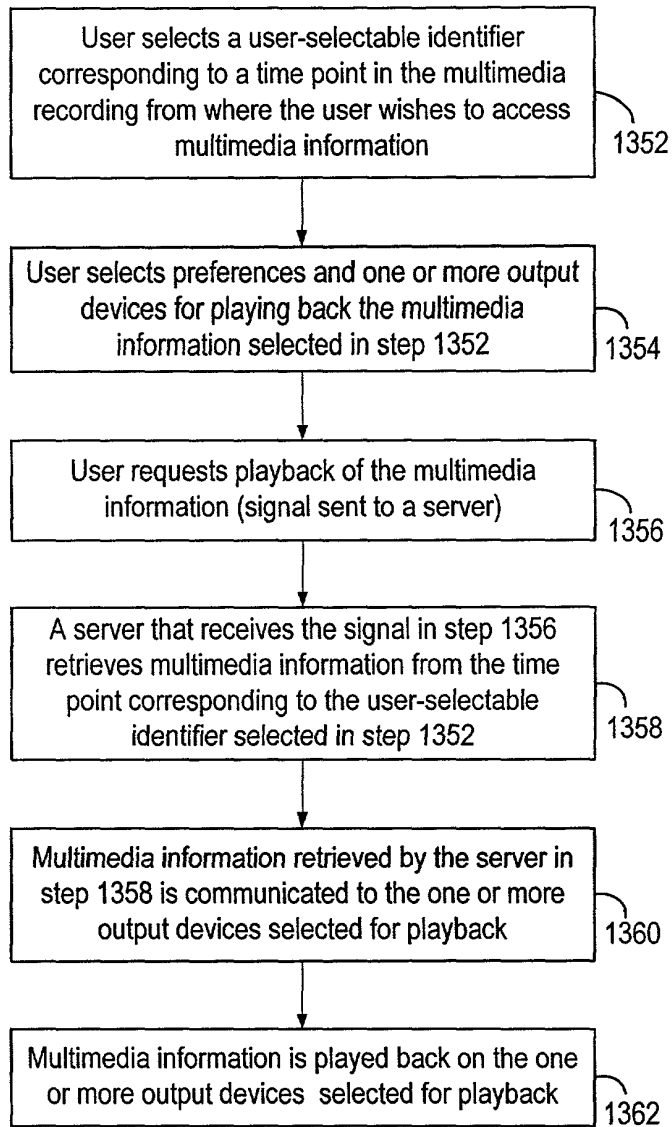 User selects a user-selectable identifier
corresponding to a time point in the multimedia
recording from where the user wishes to access
multimedia information
1352
User selects preferences and one or more output
devices for playing back the multimedia
information selected in step 1352
1354
User requests playback of the multimedia
information (signal sent to a server)
1356
A server that receives the signal in step 1356
retrieves multimedia information from the time
point corresponding to the user-selectable
identifier selected in step 1352
1358
Multimedia information retrieved by the server in
step 1358 is communicated to the one or more
output devices selected for playback
1360
Multimedia information is played back on the one
or more output devices selected for playback
1362